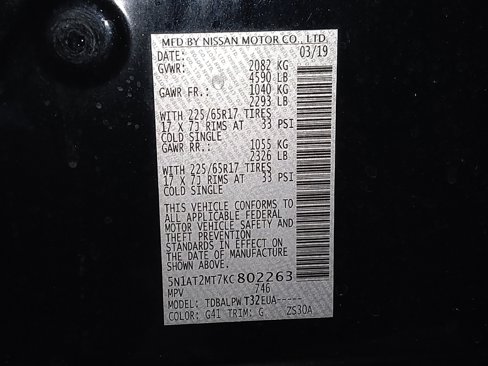 MFD BY NISSAN MOTOR CO., LTD.
DATE: 03/19
GVWR: 2082 KG
4590 LB
GAWR FR.: 1040 KG
2293 LB
WITH 225/65R17 TIRES
17 X 7J RIMS AT 33 PSI
COLD SINGLE
GAWR RR.: 1055 KG
2326 LB
WITH 225/65R17 TIRES
17 X 7J RIMS AT 33 PSI
COLD SINGLE
THIS VEHICLE CONFORMS TO
ALL APPLICABLE FEDERAL
MOTOR VEHICLE SAFETY AND
THEFT PREVENTION
STANDARDS IN EFFECT ON
THE DATE OF MANUFACTURE
SHOWN ABOVE.
5N1AT2MT7KC802263
MPV 746
MODEL: TDBALPWT32EUA-----
COLOR: G41 TRIM: G ZS30A